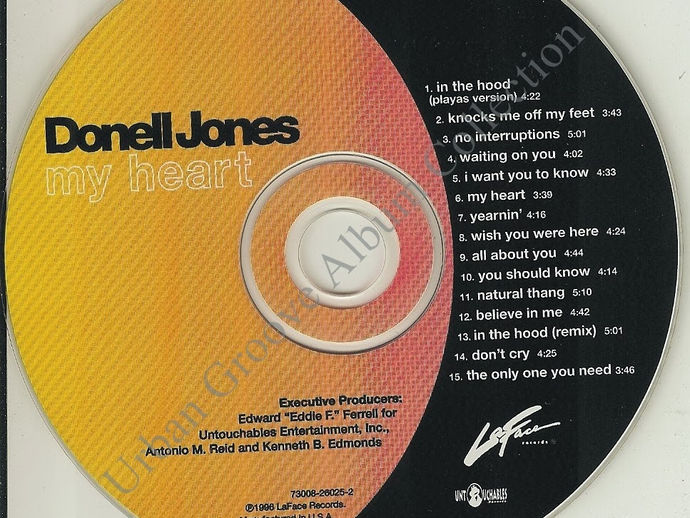 Donell Jones
my heart
1. in the hood
(playas version) 4:22
2. knocks me off my feet 3:43
3. no interruptions 5:01
4. waiting on you 4:02
5. i want you to know 4:33
6. my heart 3:39
7. yearnin' 4:16
8. wish you were here 4:24
9. all about you 4:44
10. you should know 4:14
11. natural thang 5:10
12. believe in me 4:42
13. in the hood (remix) 5:01
14. don't cry 4:25
15. the only one you need 3:46
Executive Producers:
Edward "Eddie F." Ferrell for
Untouchables Entertainment, Inc.,
Antonio M. Reid and Kenneth B. Edmonds
73008-26025-2
℗1996 LaFace Records.
Manufactured in U.S.A.
LaFace
records
UNTOUCHABLES
Urban Groove Album Collection